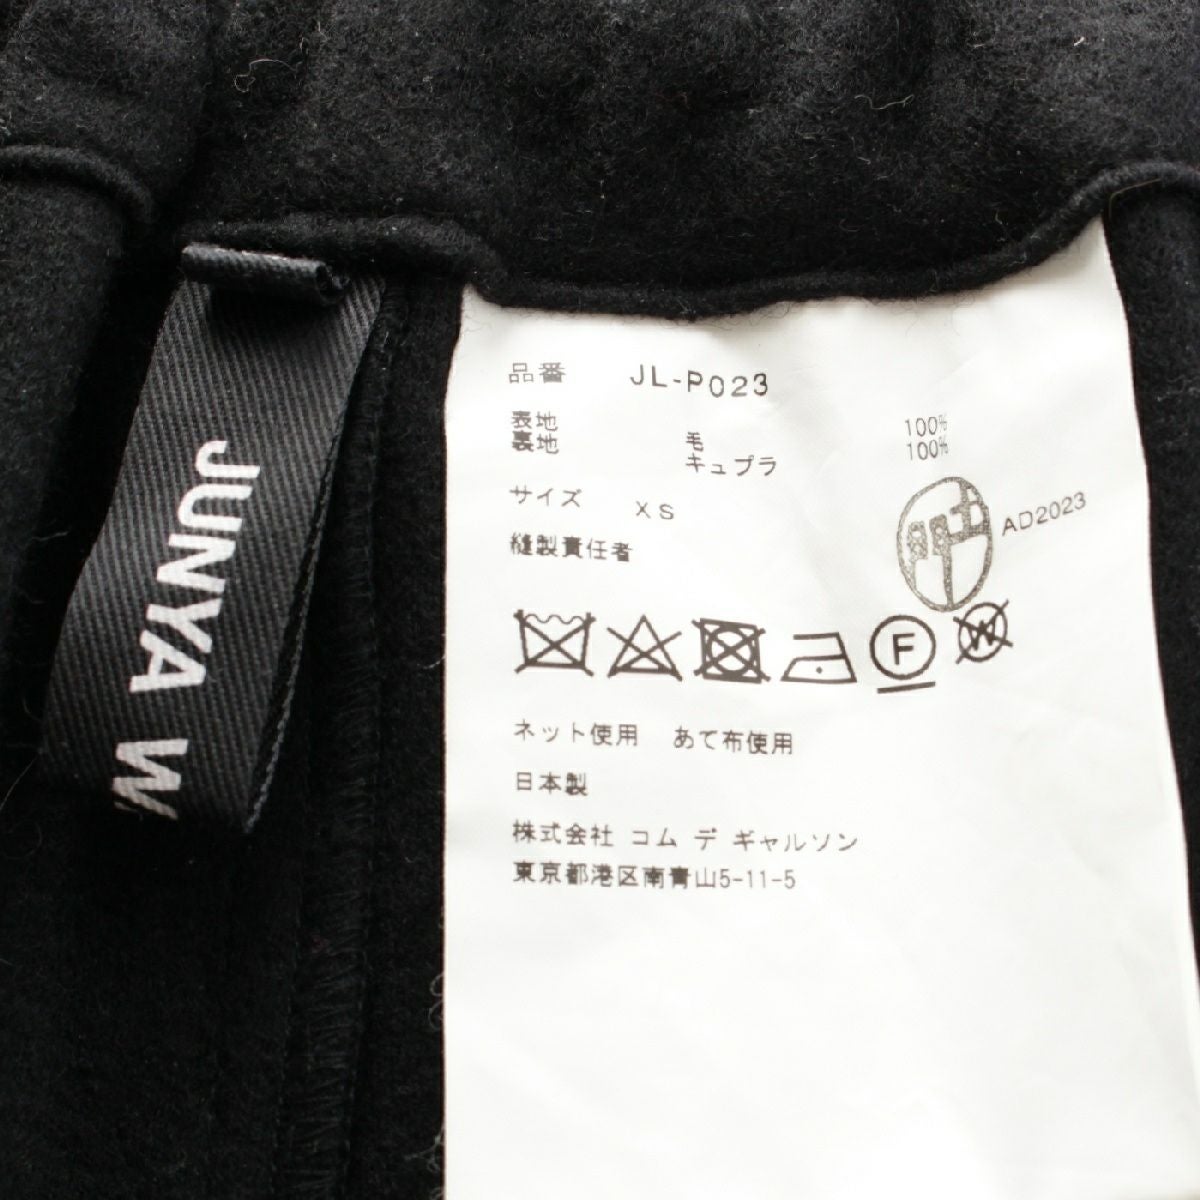 JUNYA W
品番 JL-P023
表地 毛 100%
裏地 キュプラ 100%
サイズ XS
縫製責任者
AD2023
F
W
ネット使用 あて布使用
日本製
株式会社 コム デ ギャルソン
東京都港区南青山5-11-5